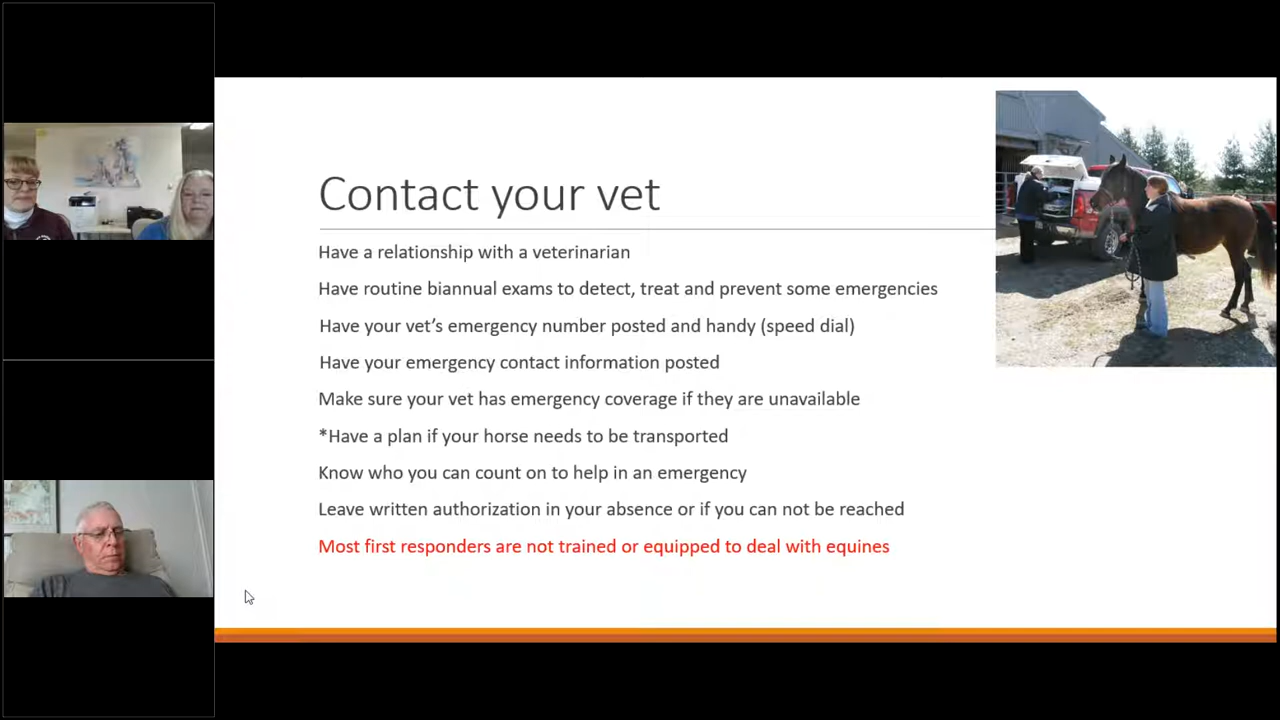 Contact your vet
Have a relationship with a veterinarian
Have routine biannual exams to detect, treat and prevent some emergencies
Have your vet’s emergency number posted and handy (speed dial)
Have your emergency contact information posted
Make sure your vet has emergency coverage if they are unavailable
*Have a plan if your horse needs to be transported
Know who you can count on to help in an emergency
Leave written authorization in your absence or if you can not be reached
Most first responders are not trained or equipped to deal with equines